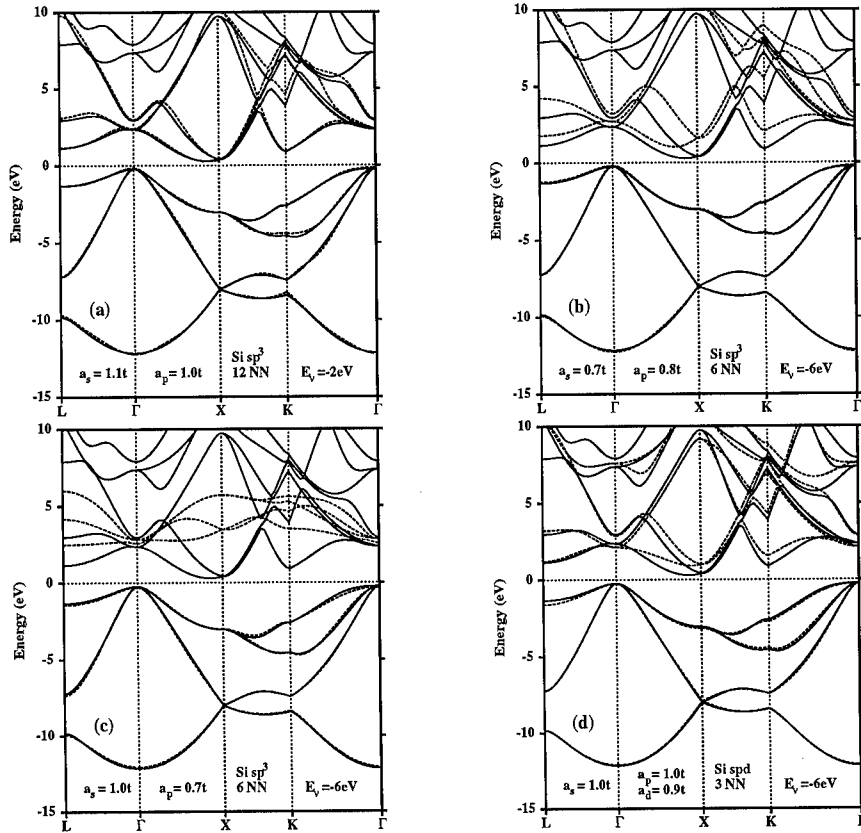 10
5
0
-5
-10
-15
Energy (eV)
(a)
a_s = 1.1t
a_p = 1.0t
Si sp^3
12 NN
E_ν = -2eV
L Γ X K Γ
10
5
0
-5
-10
-15
Energy (eV)
(b)
a_s = 0.7t
a_p = 0.8t
Si sp^3
6 NN
E_ν = -6eV
L Γ X K Γ
10
5
0
-5
-10
-15
Energy (eV)
(c)
a_s = 1.0t
a_p = 0.7t
Si sp^3
6 NN
E_ν = -6eV
L Γ X K Γ
10
5
0
-5
-10
-15
Energy (eV)
(d)
a_s = 1.0t
a_p = 1.0t
a_d = 0.9t
Si spd
3 NN
E_ν = -6eV
L Γ X K